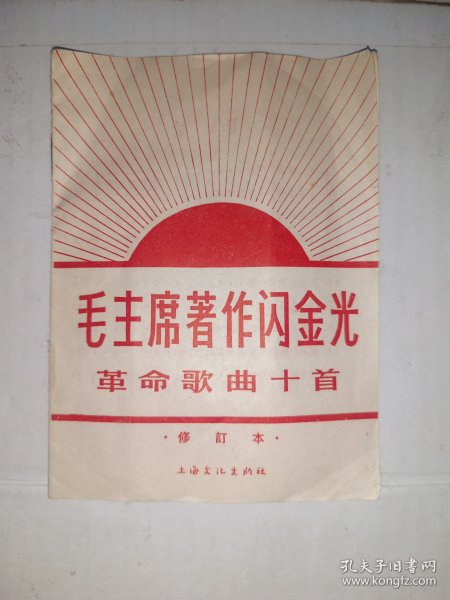 毛主席著作闪金光
革命歌曲十首
·修訂本·
上海文化出版社
孔夫子旧书网
www.kongfz.com